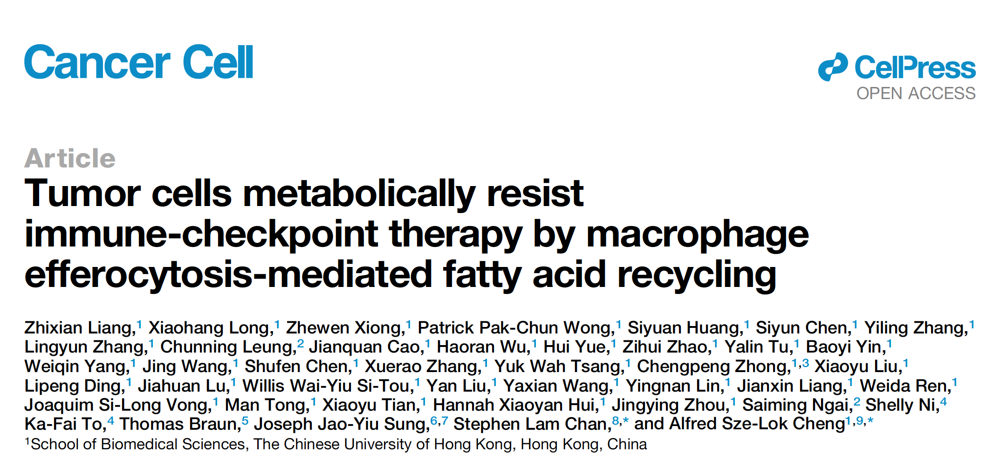 Cancer Cell
CellPress
OPEN ACCESS
Article
Tumor cells metabolically resist
immune-checkpoint therapy by macrophage
efferocytosis-mediated fatty acid recycling
Zhixian Liang,¹ Xiaohang Long,¹ Zhewen Xiong,¹ Patrick Pak-Chun Wong,¹ Siyuan Huang,¹ Siyun Chen,¹ Yiling Zhang,¹
Lingyun Zhang,¹ Chunning Leung,² Jianquan Cao,¹ Haoran Wu,¹ Hui Yue,¹ Zihui Zhao,¹ Yalin Tu,¹ Baoyi Yin,¹
Weiqin Yang,¹ Jing Wang,¹ Shufen Chen,¹ Xuerao Zhang,¹ Yuk Wah Tsang,¹ Chengpeng Zhong,¹,³ Xiaoyu Liu,¹
Lipeng Ding,¹ Jiahuan Lu,¹ Willis Wai-Yiu Si-Tou,¹ Yan Liu,¹ Yaxian Wang,¹ Yingnan Lin,¹ Jianxin Liang,¹ Weida Ren,¹
Joaquim Si-Long Vong,¹ Man Tong,¹ Xiaoyu Tian,¹ Hannah Xiaoyan Hui,¹ Jingying Zhou,¹ Saiming Ngai,² Shelly Ni,⁴
Ka-Fai To,⁴ Thomas Braun,⁵ Joseph Jao-Yiu Sung,⁶,⁷ Stephen Lam Chan,⁸,* and Alfred Sze-Lok Cheng¹,⁹,*
¹School of Biomedical Sciences, The Chinese University of Hong Kong, Hong Kong, China